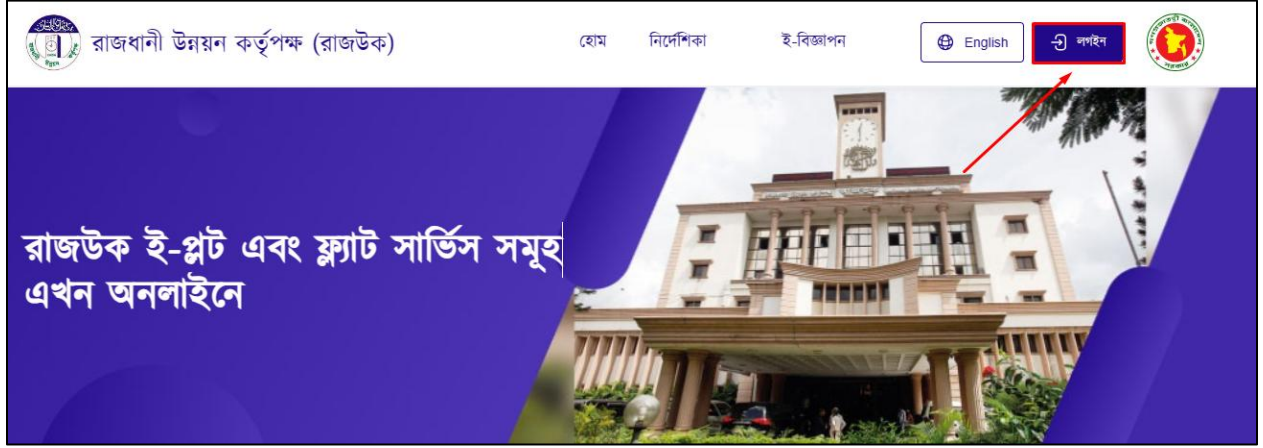 রাজধানী উন্নয়ন কর্তৃপক্ষ (রাজউক)
হোম
নির্দেশিকা
ই-বিজ্ঞাপন
English
লগইন
রাজউক ই-প্লট এবং ফ্ল্যাট সার্ভিস সমূহ
এখন অনলাইনে